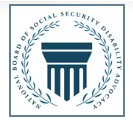 NATIONAL BOARD OF SOCIAL SECURITY DISABILITY ADVOCACY